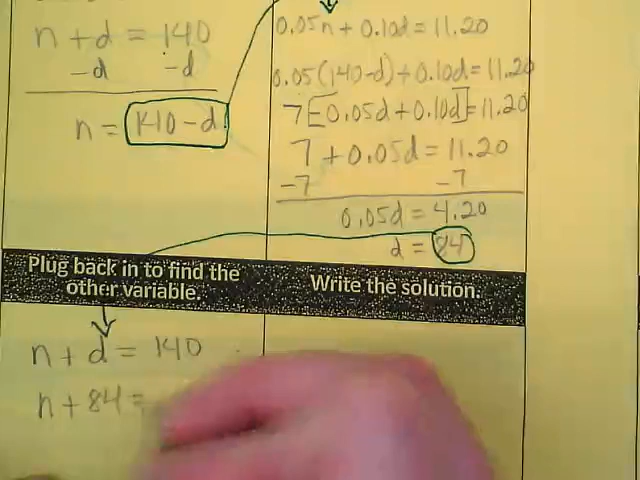 n + d = 140
-d -d
n = 140 - d
0.05n + 0.10d = 11.20
0.05(140-d) + 0.10d = 11.20
7[-0.05d + 0.10d] = 11.20
7 + 0.05d = 11.20
-7 -7
0.05d = 4.20
d = 84
Plug back in to find the
other variable.
Write the solution.
n + d = 140
n + 84 =